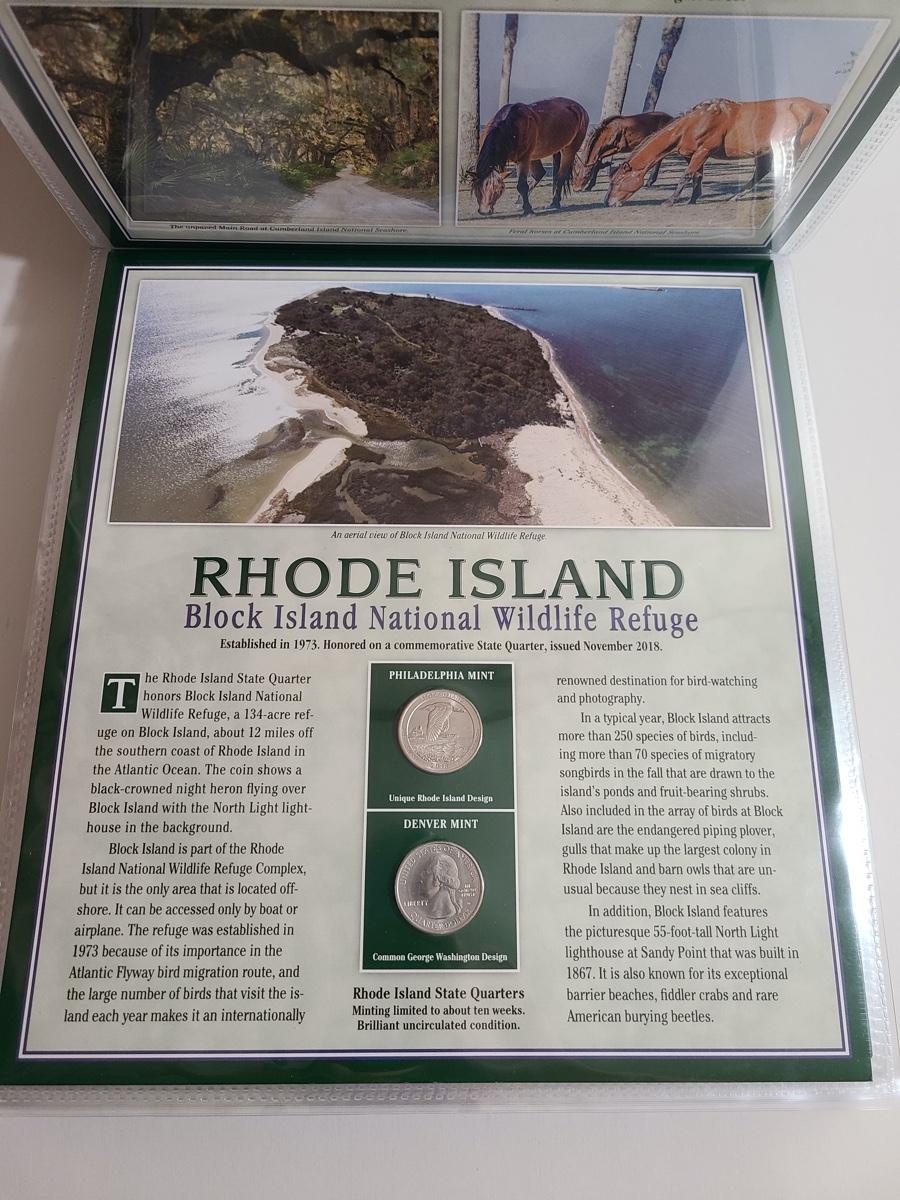 The unpaved Main Road at Cumberland Island National Seashore.
Feral horses at Cumberland Island National Seashore.
An aerial view of Block Island National Wildlife Refuge.
RHODE ISLAND
Block Island National Wildlife Refuge
Established in 1973. Honored on a commemorative State Quarter, issued November 2018.
The Rhode Island State Quarter
honors Block Island National
Wildlife Refuge, a 134-acre ref-
uge on Block Island, about 12 miles off
the southern coast of Rhode Island in
the Atlantic Ocean. The coin shows a
black-crowned night heron flying over
Block Island with the North Light light-
house in the background.
Block Island is part of the Rhode
Island National Wildlife Refuge Complex,
but it is the only area that is located off-
shore. It can be accessed only by boat or
airplane. The refuge was established in
1973 because of its importance in the
Atlantic Flyway bird migration route, and
the large number of birds that visit the is-
land each year makes it an internationally
PHILADELPHIA MINT
Unique Rhode Island Design
DENVER MINT
LIBERTY
Common George Washington Design
Rhode Island State Quarters
Minting limited to about ten weeks.
Brilliant uncirculated condition.
renowned destination for bird-watching
and photography.
In a typical year, Block Island attracts
more than 250 species of birds, includ-
ing more than 70 species of migratory
songbirds in the fall that are drawn to the
island's ponds and fruit-bearing shrubs.
Also included in the array of birds at Block
Island are the endangered piping plover,
gulls that make up the largest colony in
Rhode Island and barn owls that are un-
usual because they nest in sea cliffs.
In addition, Block Island features
the picturesque 55-foot-tall North Light
lighthouse at Sandy Point that was built in
1867. It is also known for its exceptional
barrier beaches, fiddler crabs and rare
American burying beetles.